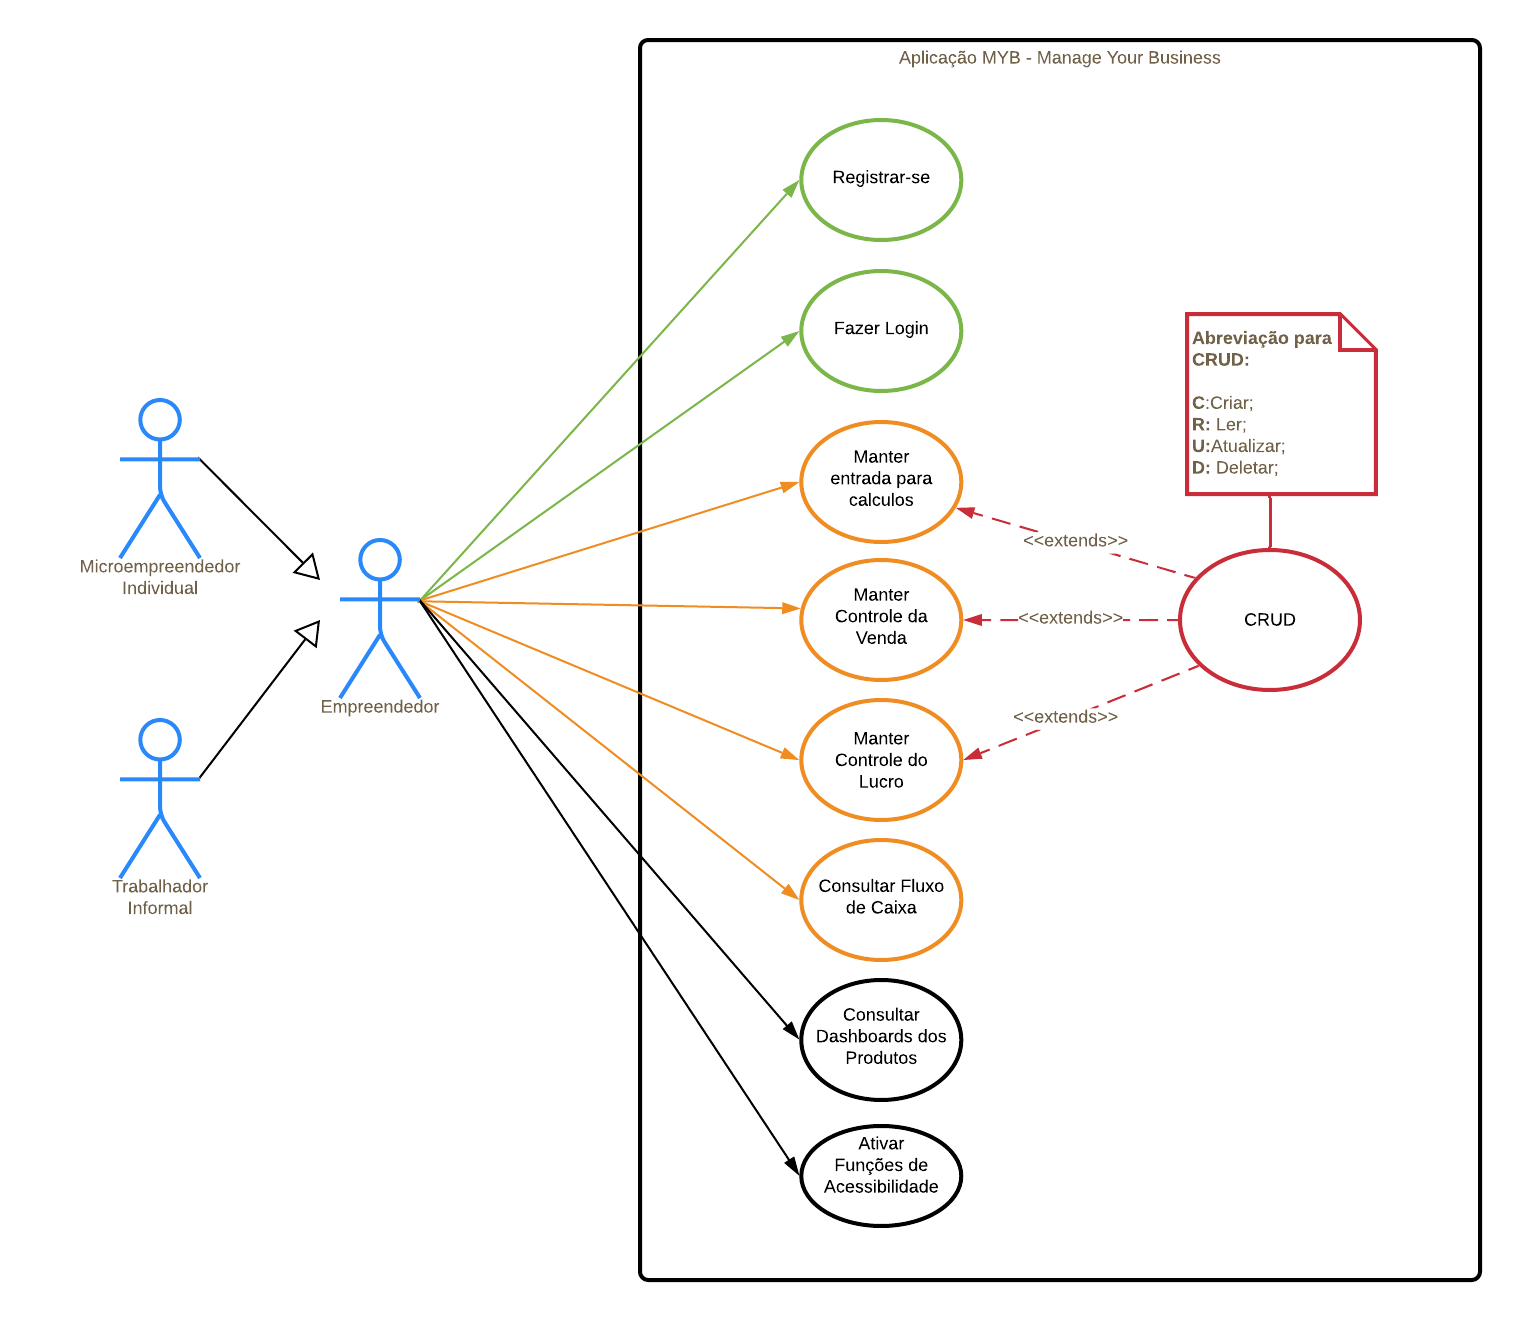 Aplicação MYB - Manage Your Business
Registrar-se
Fazer Login
Manter
entrada para
calculos
Manter
Controle da
Venda
Manter
Controle do
Lucro
Consultar Fluxo
de Caixa
Consultar
Dashboards dos
Produtos
Ativar
Funções de
Acessibilidade
Microempreendedor
Individual
Empreendedor
Trabalhador
Informal
<<extends>>
<<extends>>
<<extends>>
CRUD
Abreviação para
CRUD:
C:Criar;
R: Ler;
U:Atualizar;
D: Deletar;